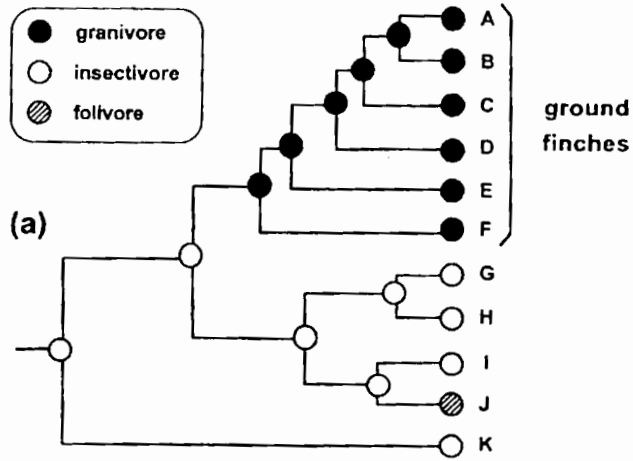 granivore
insectivore
folivore
(a)
A
B
C
D
E
F
G
H
I
J
K
ground
finches